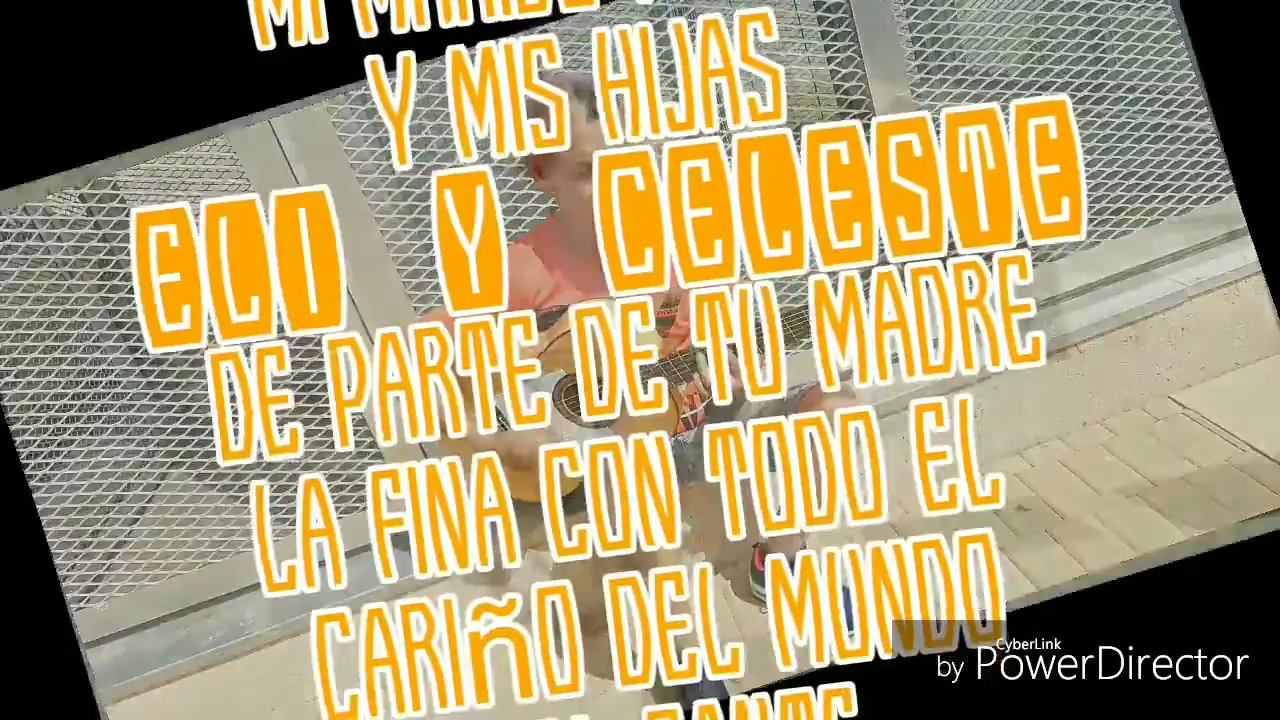 Y MIS HIJAS
ELI Y CELESTE
DE PARTE DE TU MADRE
LA FINA CON TODO EL
CARIÑO DEL MUNDO
CyberLink
by PowerDirector